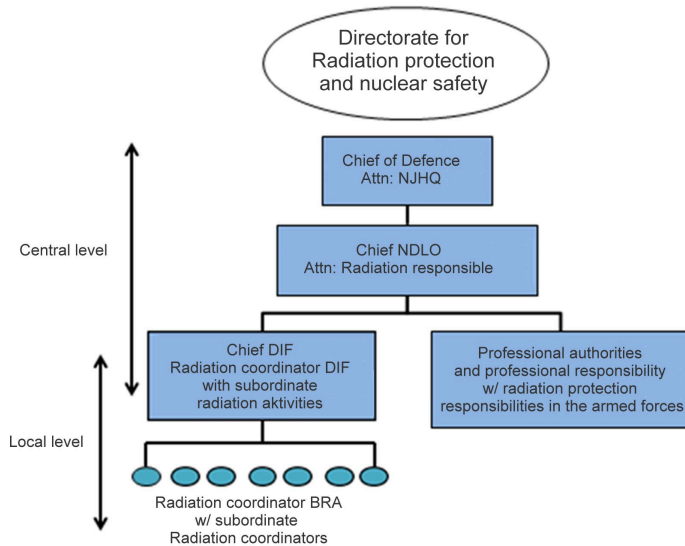 Directorate for
Radiation protection
and nuclear safety
Chief of Defence
Attn: NJHQ
Central level
Chief NDLO
Attn: Radiation responsible
Chief DIF
Radiation coordinator DIF
with subordinate
radiation aktivities
Professional authorities
and professional responsibility
w/ radiation protection
responsibilities in the armed forces
Local level
Radiation coordinator BRA
w/ subordinate
Radiation coordinators